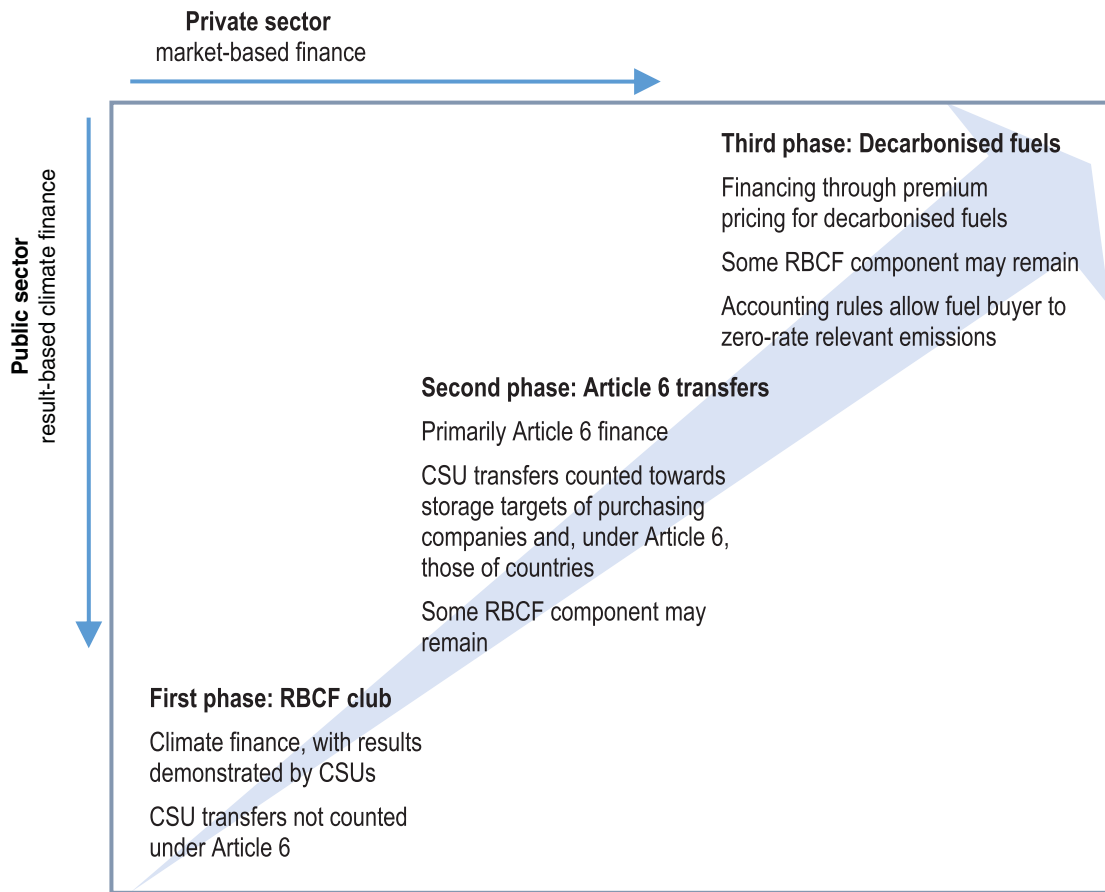 Private sector
market-based finance
Public sector
result-based climate finance
Third phase: Decarbonised fuels
Financing through premium
pricing for decarbonised fuels
Some RBCF component may remain
Accounting rules allow fuel buyer to
zero-rate relevant emissions
Second phase: Article 6 transfers
Primarily Article 6 finance
CSU transfers counted towards
storage targets of purchasing
companies and, under Article 6,
those of countries
Some RBCF component may
remain
First phase: RBCF club
Climate finance, with results
demonstrated by CSUs
CSU transfers not counted
under Article 6